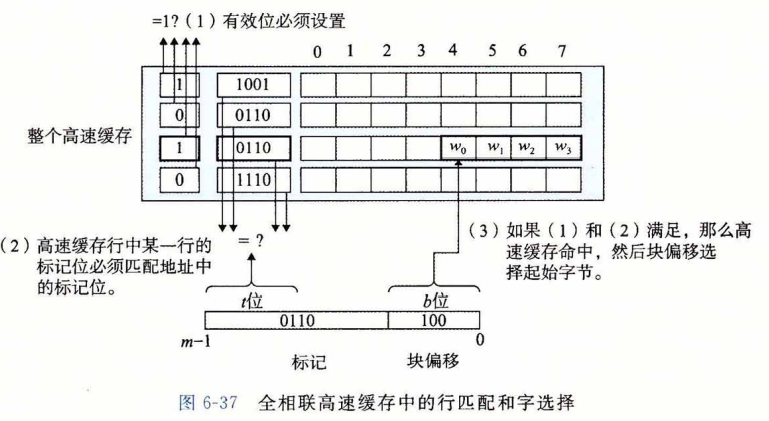 =1?（1）有效位必须设置
0 1 2 3 4 5 6 7
1 1001
0 0110
整个高速缓存
1 0110 w₀ w₁ w₂ w₃
0 1110
（2）高速缓存行中某一行的
标记位必须匹配地址中
的标记位。
= ?
（3）如果（1）和（2）满足，那么高
速缓存命中，然后块偏移选
择起始字节。
t位 b位
0110 100
m−1 0
标记 块偏移
图 6-37 全相联高速缓存中的行匹配和字选择